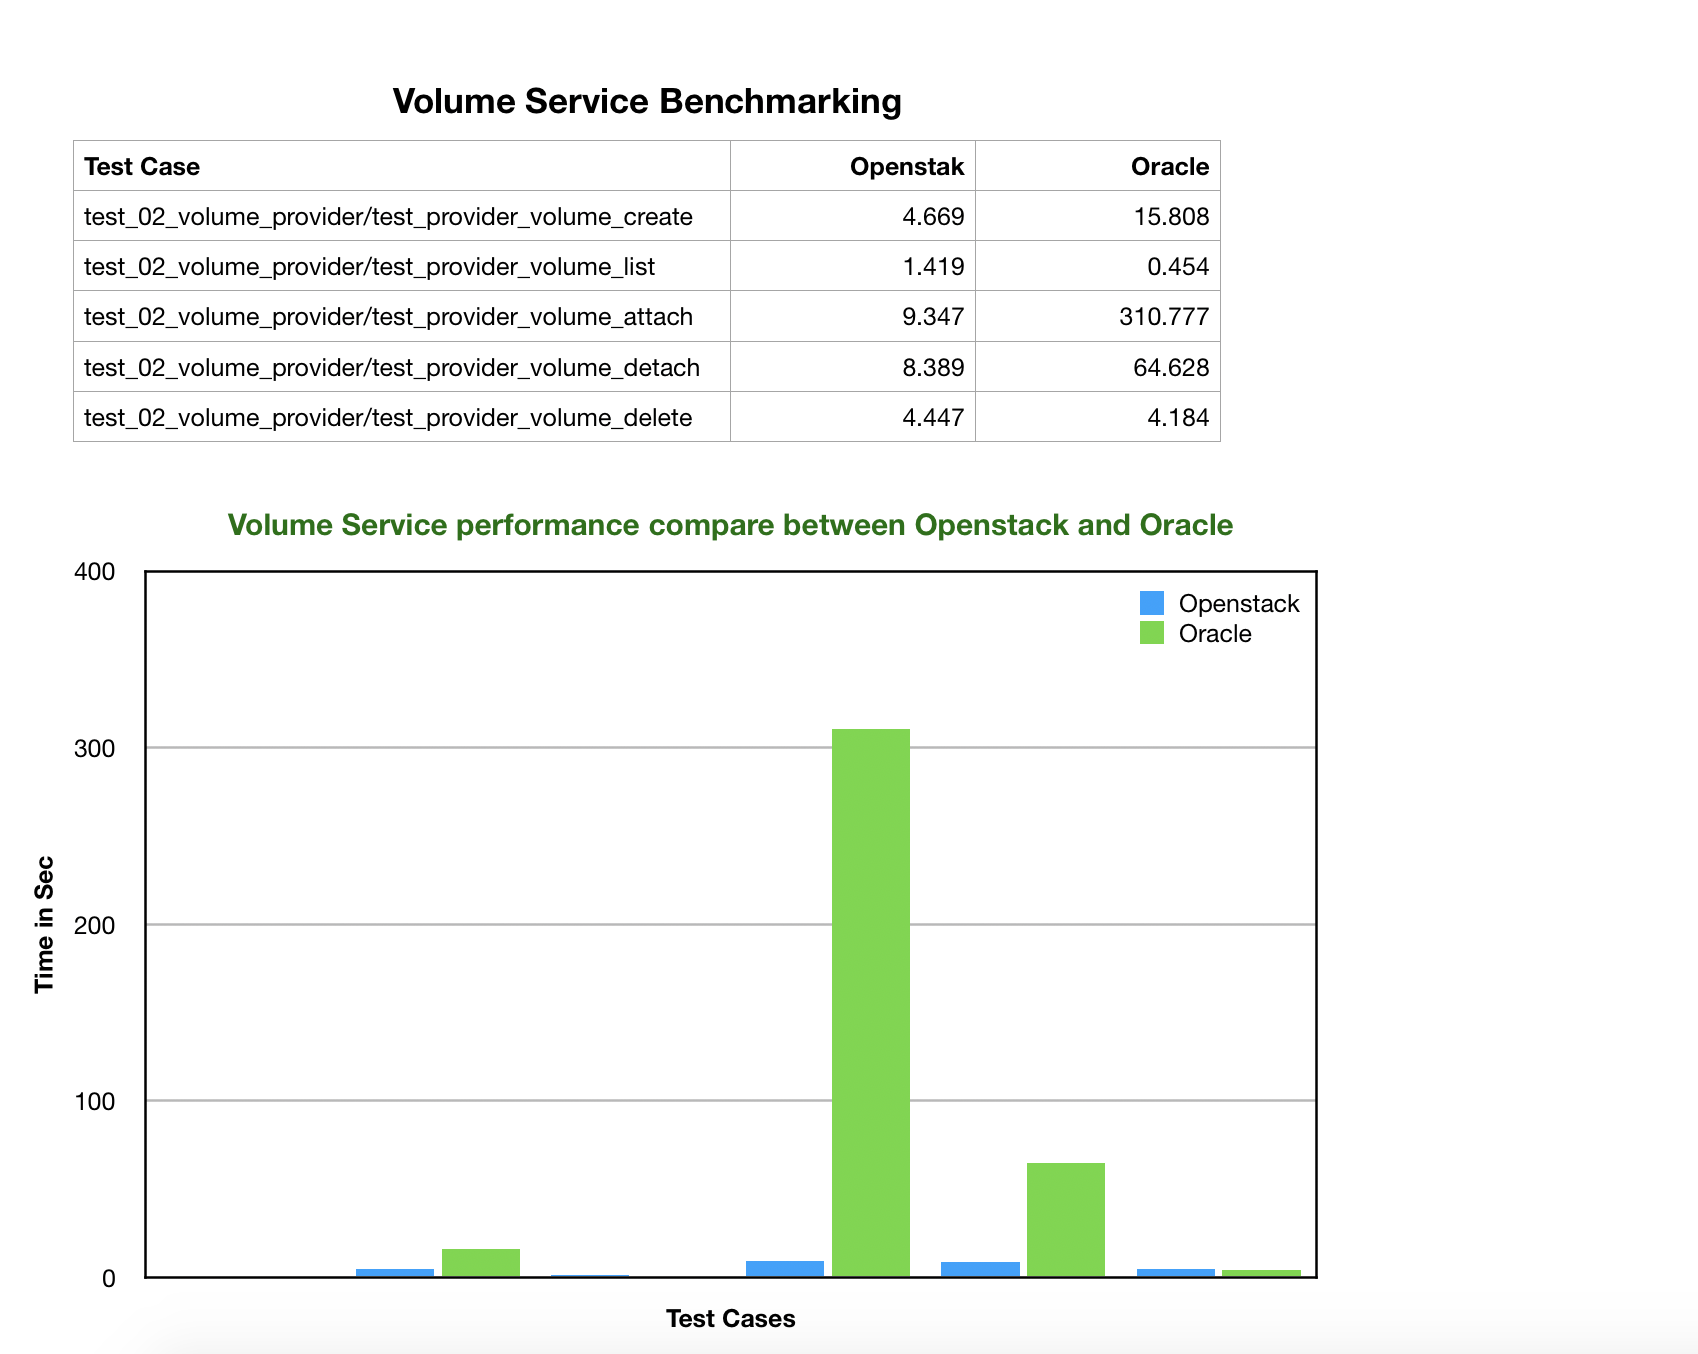 Volume Service Benchmarking
Test Case Openstak Oracle
test_02_volume_provider/test_provider_volume_create 4.669 15.808
test_02_volume_provider/test_provider_volume_list 1.419 0.454
test_02_volume_provider/test_provider_volume_attach 9.347 310.777
test_02_volume_provider/test_provider_volume_detach 8.389 64.628
test_02_volume_provider/test_provider_volume_delete 4.447 4.184
Volume Service performance compare between Openstack and Oracle
400
Openstack
Oracle
300
200
100
0
Time in Sec
Test Cases